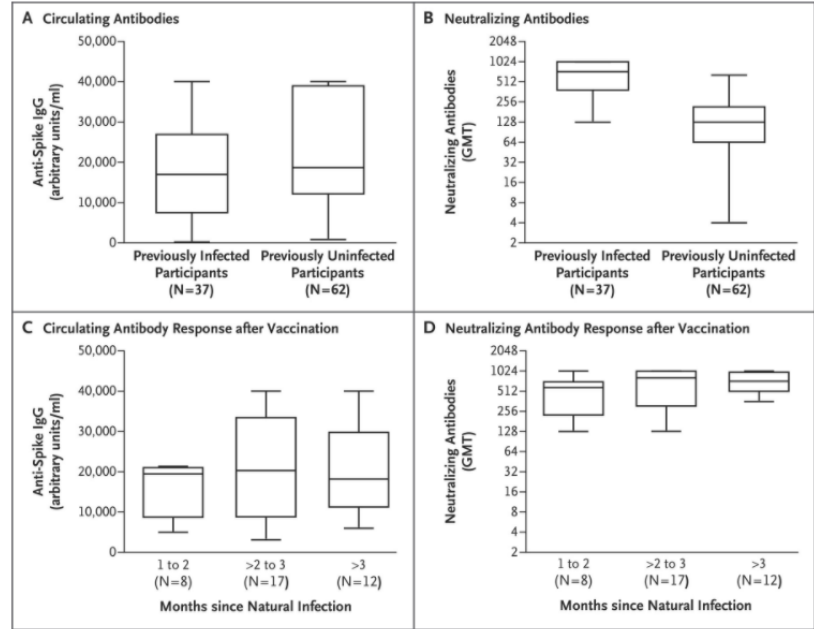 A Circulating Antibodies
50,000
40,000
30,000
20,000
10,000
0
Anti-Spike IgG
(arbitrary units/ml)
Previously Infected
Participants
(N=37)
Previously Uninfected
Participants
(N=62)
B Neutralizing Antibodies
2048
1024
512
256
128
64
32
16
8
4
2
Neutralizing Antibodies
(GMT)
Previously Infected
Participants
(N=37)
Previously Uninfected
Participants
(N=62)
C Circulating Antibody Response after Vaccination
50,000
40,000
30,000
20,000
10,000
0
Anti-Spike IgG
(arbitrary units/ml)
1 to 2
(N=8)
>2 to 3
(N=17)
>3
(N=12)
Months since Natural Infection
D Neutralizing Antibody Response after Vaccination
2048
1024
512
256
128
64
32
16
8
4
2
Neutralizing Antibodies
(GMT)
1 to 2
(N=8)
>2 to 3
(N=17)
>3
(N=12)
Months since Natural Infection